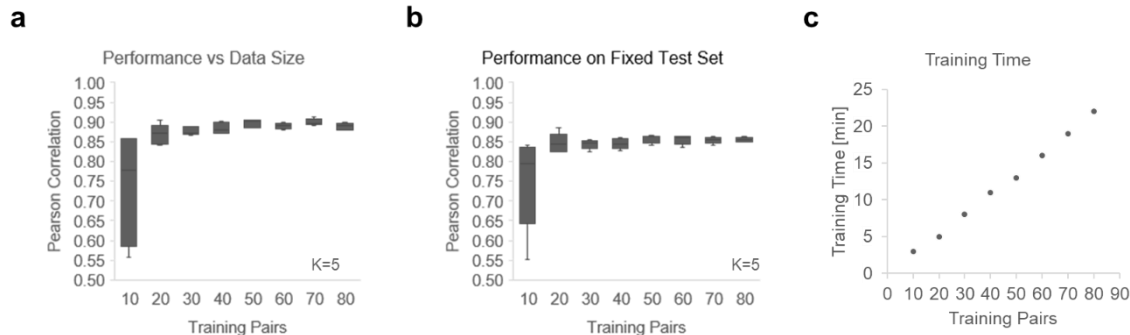 a
Performance vs Data Size
1.00
0.95
0.90
0.85
0.80
0.75
0.70
0.65
0.60
0.55
0.50
Pearson Correlation
K=5
10 20 30 40 50 60 70 80
Training Pairs
b
Performance on Fixed Test Set
1.00
0.95
0.90
0.85
0.80
0.75
0.70
0.65
0.60
0.55
0.50
Pearson Correlation
K=5
10 20 30 40 50 60 70 80
Training Pairs
c
Training Time
25
20
15
10
5
0
Training Time [min]
0 10 20 30 40 50 60 70 80 90
Training Pairs